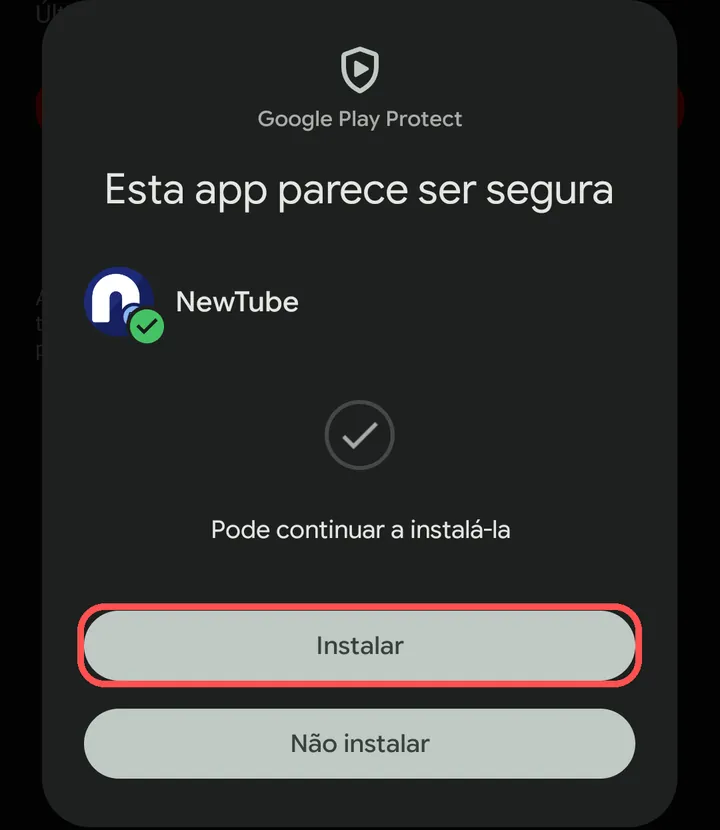 Google Play Protect
Esta app parece ser segura
NewTube
Pode continuar a instalá-la
Instalar
Não instalar